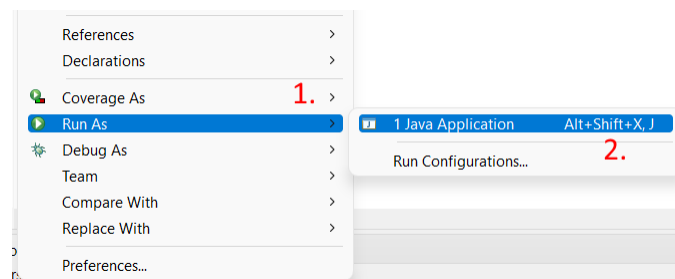 References
Declarations
Coverage As
1.
Run As
1 Java Application Alt+Shift+X, J
Debug As
2.
Run Configurations...
Team
Compare With
Replace With
Preferences...